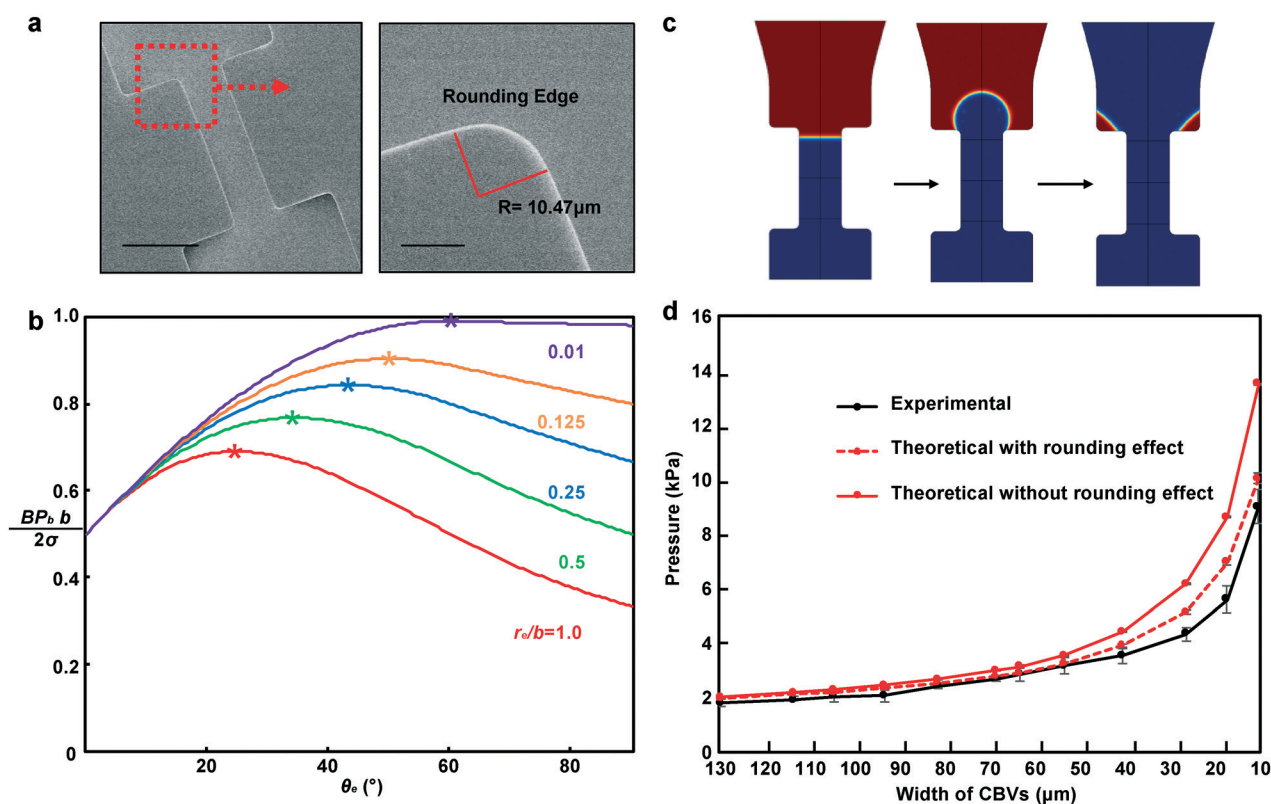 a
Rounding Edge
R= 10.47µm
c
b
1.0
0.8
0.6
0.4
0.2
0
BPb b
2σ
0.01
0.125
0.25
0.5
re/b=1.0
20
40
60
80
θe (°)
d
16
14
12
10
8
6
4
2
0
Pressure (kPa)
Experimental
Theoretical with rounding effect
Theoretical without rounding effect
130 120 110 100 90 80 70 60 50 40 30 20 10
Width of CBVs (µm)